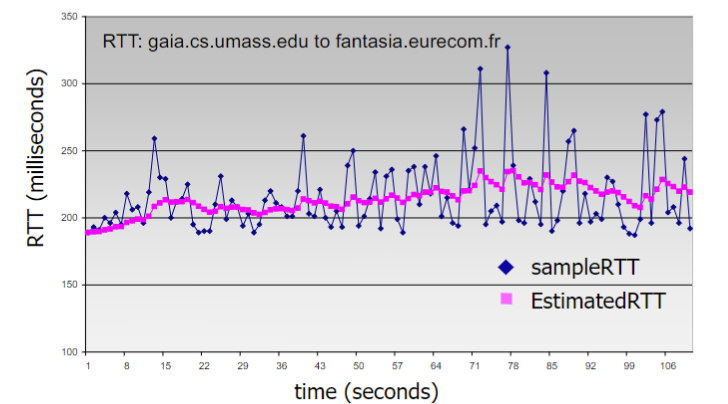 RTT: gaia.cs.umass.edu to fantasia.eurecom.fr
350
300
250
200
150
100
RTT (milliseconds)
sampleRTT
EstimatedRTT
1 8 15 22 29 36 43 50 57 64 71 78 85 92 99 106
time (seconds)